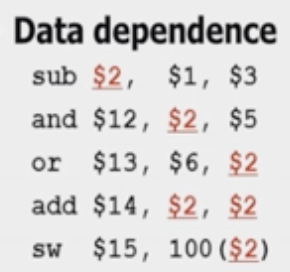 Data dependence
sub $2, $1, $3
and $12, $2, $5
or $13, $6, $2
add $14, $2, $2
sw $15, 100($2)